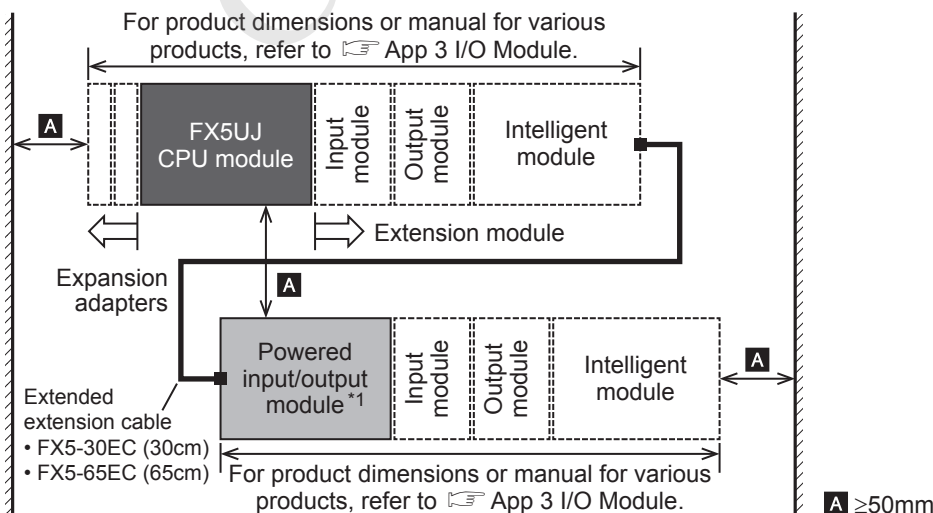 For product dimensions or manual for various
products, refer to ☞ App 3 I/O Module.
A
FX5UJ
CPU module
Input
module
Output
module
Intelligent
module
Extension module
Expansion
adapters
A
Powered
input/output
module*1
Input
module
Output
module
Intelligent
module
A
Extended
extension cable
• FX5-30EC (30cm)
• FX5-65EC (65cm)
For product dimensions or manual for various
products, refer to ☞ App 3 I/O Module.
A ≥50mm